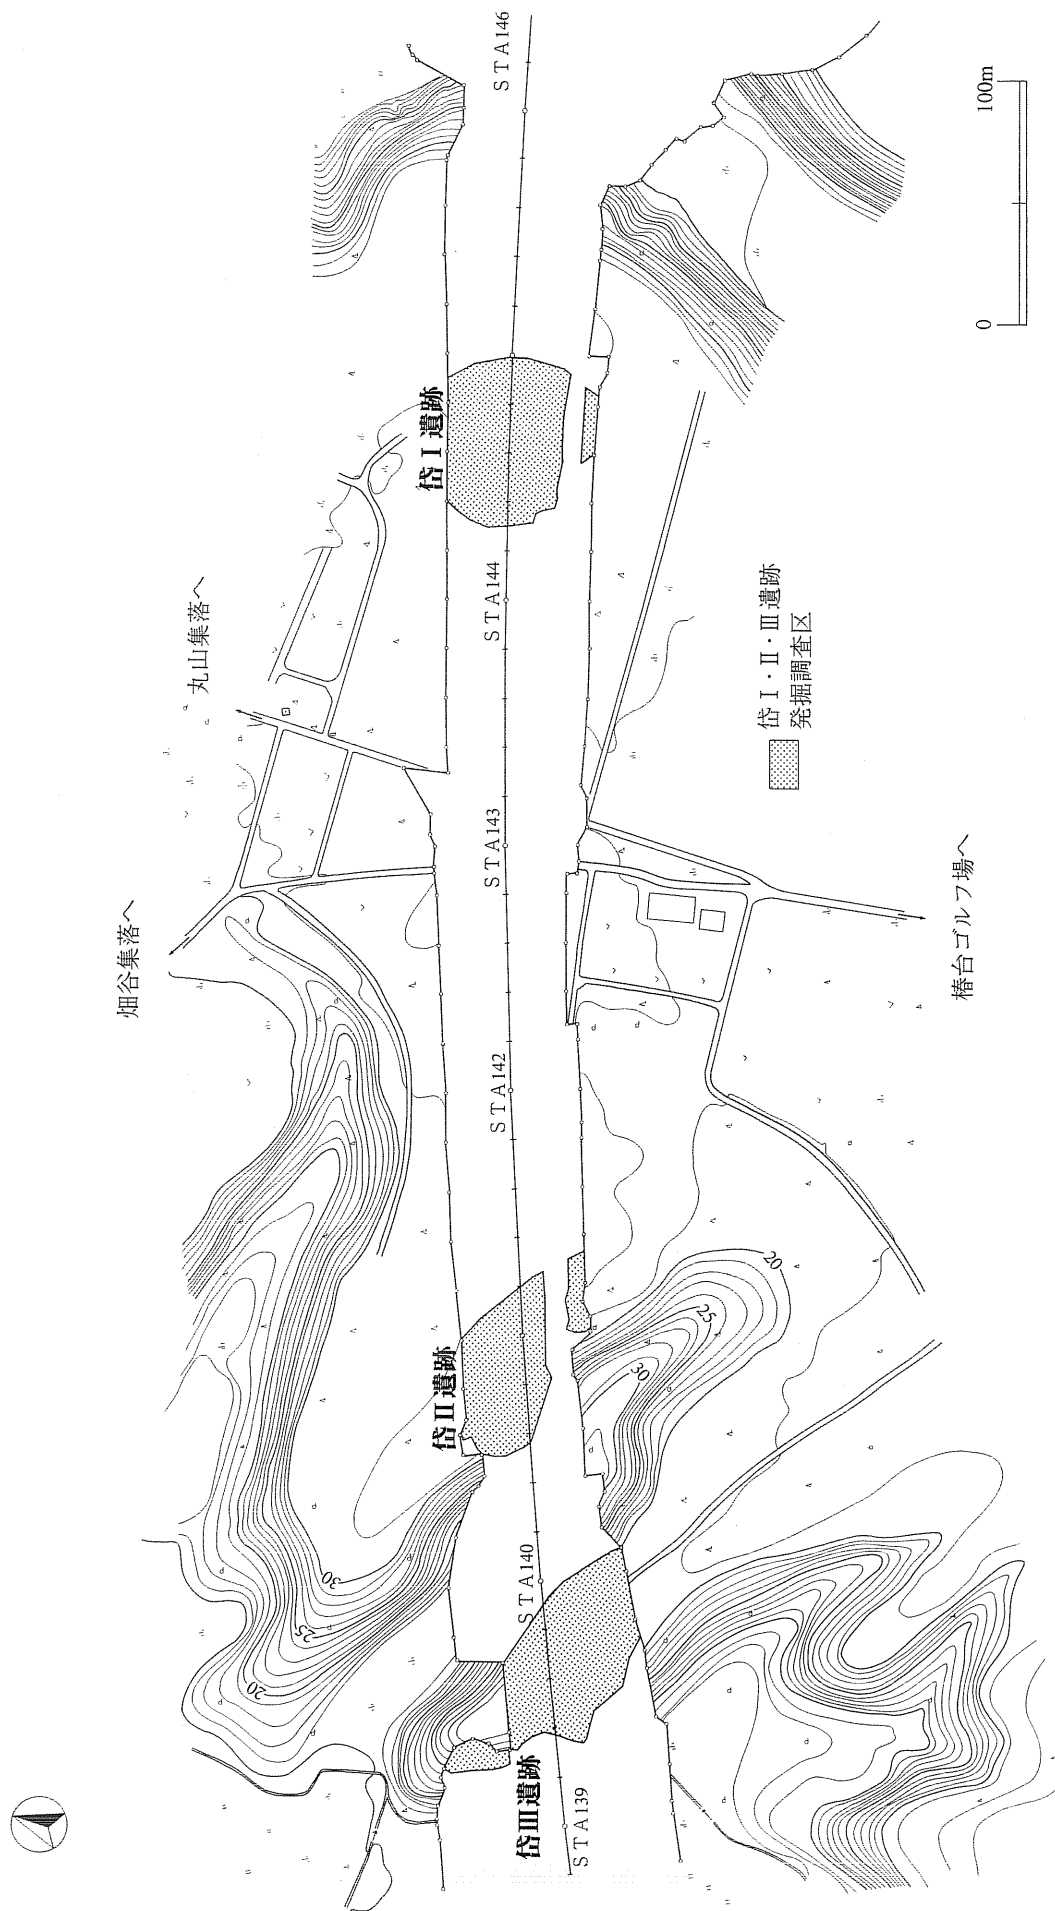 畑谷集落へ
丸山集落へ
岱Ⅰ遺跡
岱Ⅱ遺跡
岱Ⅲ遺跡
STA139
STA140
STA142
STA143
STA144
STA146
30
25
20
20
25
30
岱Ⅰ・Ⅱ・Ⅲ遺跡
発掘調査区
椿台ゴルフ場へ
0
100m